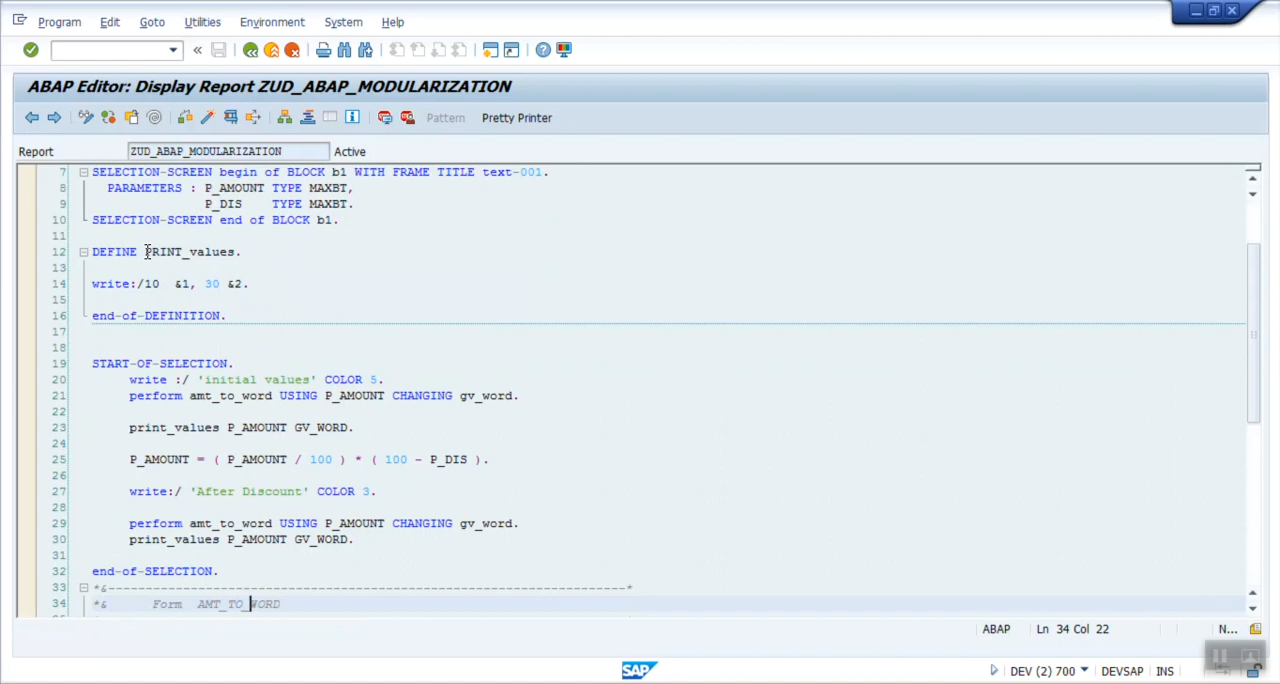 Program Edit Goto Utilities Environment System Help
ABAP Editor: Display Report ZUD_ABAP_MODULARIZATION
Pattern Pretty Printer
Report ZUD_ABAP_MODULARIZATION Active
7 SELECTION-SCREEN begin of BLOCK b1 WITH FRAME TITLE text-001.
8 PARAMETERS : P_AMOUNT TYPE MAXBT,
9 P_DIS TYPE MAXBT.
10 SELECTION-SCREEN end of BLOCK b1.
11
12 DEFINE PRINT_values.
13
14 write:/10 &1, 30 &2.
15
16 end-of-DEFINITION.
17
18
19 START-OF-SELECTION.
20 write :/ 'initial values' COLOR 5.
21 perform amt_to_word USING P_AMOUNT CHANGING gv_word.
22
23 print_values P_AMOUNT GV_WORD.
24
25 P_AMOUNT = ( P_AMOUNT / 100 ) * ( 100 - P_DIS ).
26
27 write:/ 'After Discount' COLOR 3.
28
29 perform amt_to_word USING P_AMOUNT CHANGING gv_word.
30 print_values P_AMOUNT GV_WORD.
31
32 end-of-SELECTION.
33 *&---------------------------------------------------------------------*
34 *& Form AMT_TO_WORD
ABAP Ln 34 Col 22 N...
SAP DEV (2) 700 DEVSAP INS